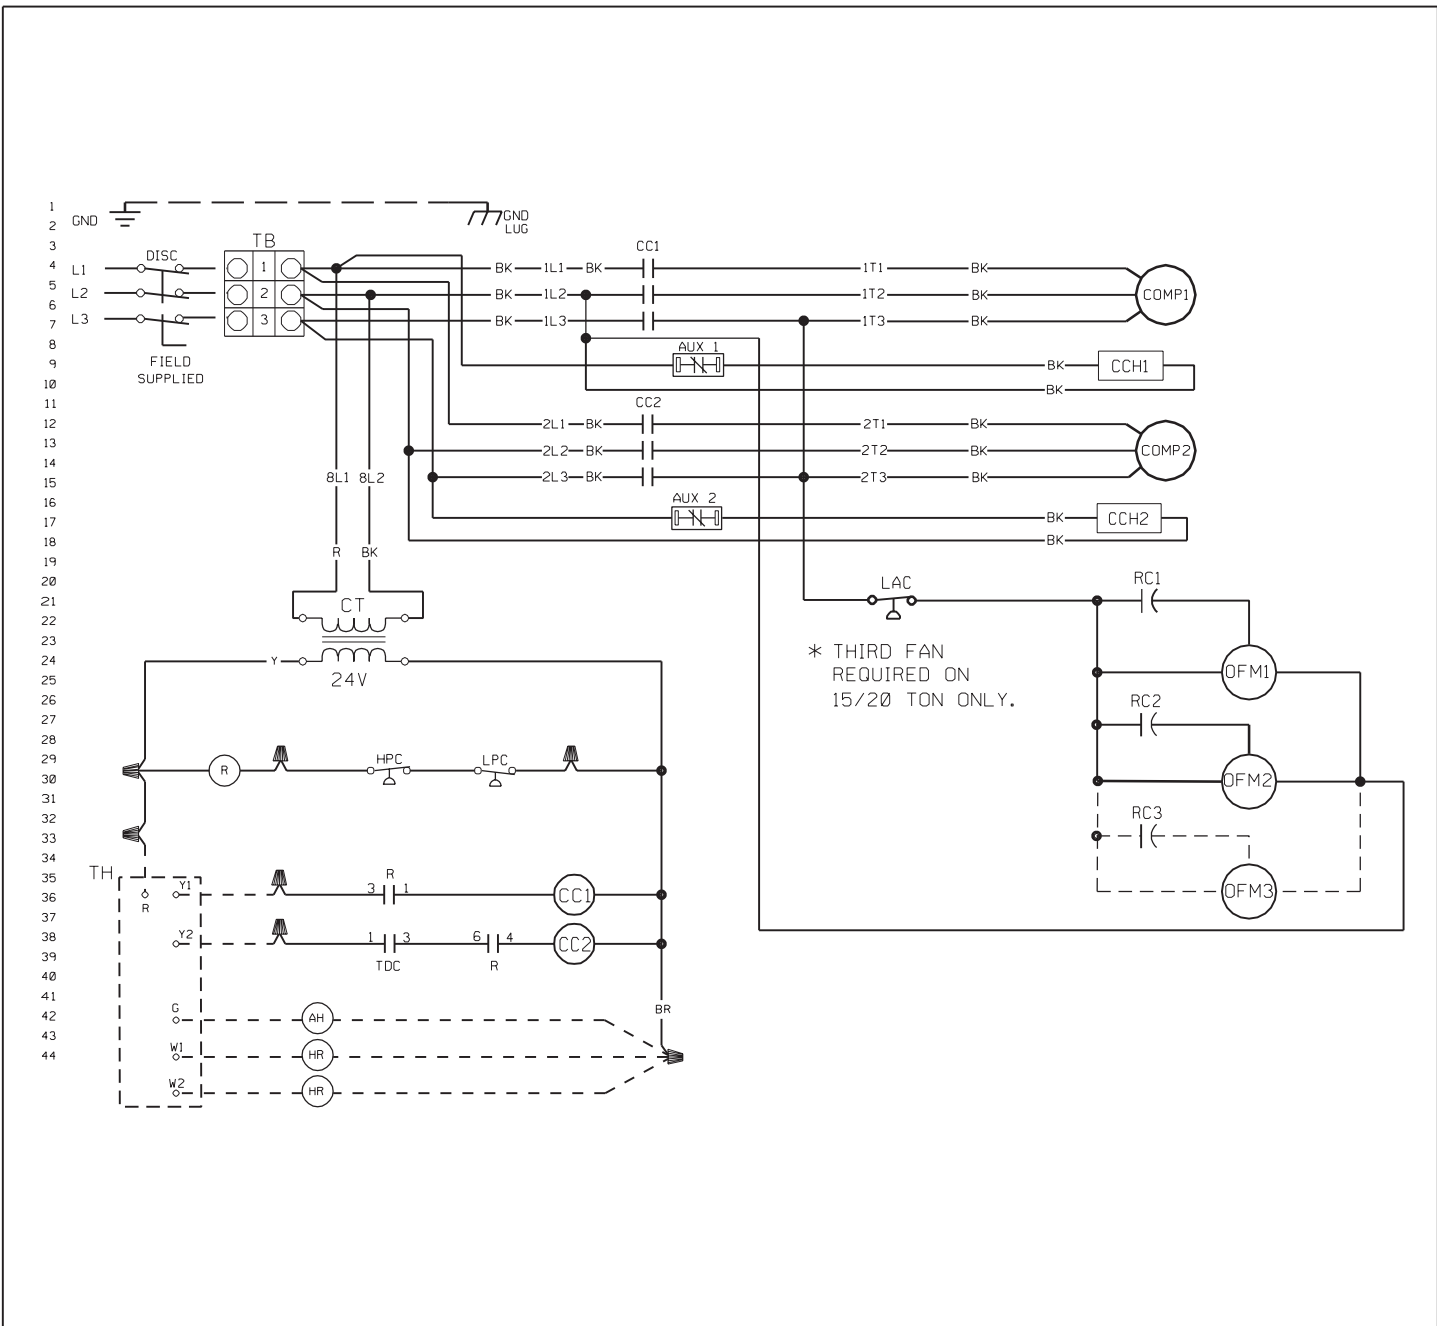 1
2
3
4
5
6
7
8
9
10
11
12
13
14
15
16
17
18
19
20
21
22
23
24
25
26
27
28
29
30
31
32
33
34
35
36
37
38
39
40
41
42
43
44
GND
GND
LUG
DISC
TB
L1
L2
L3
1
2
3
FIELD
SUPPLIED
CC1
BK 1L1 BK 1T1 BK
BK 1L2 1T2 BK
BK 1L3 1T3 BK
COMP1
AUX 1
BK
CCH1
BK
CC2
2L1 BK 2T1 BK
2L2 BK 2T2 BK
2L3 BK 2T3 BK
COMP2
8L1 8L2
AUX 2
BK
CCH2
BK
R BK
CT
Y
24V
LAC
RC1
* THIRD FAN
REQUIRED ON
15/20 TON ONLY.
OFM1
RC2
OFM2
RC3
OFM3
R
HPC
LPC
TH
R
Y1
3 R 1
CC1
Y2
1 3
TDC
6 4
R
CC2
BR
G
AH
W1
HR
W2
HR